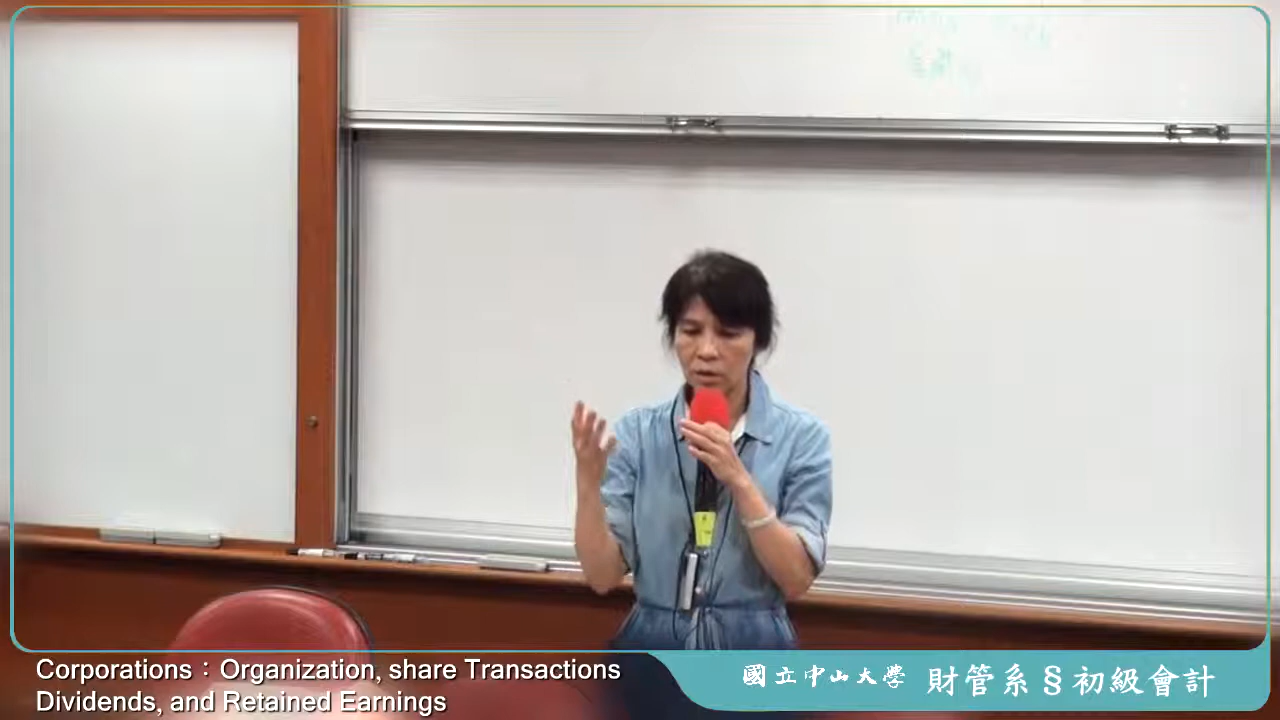 Corporations：Organization, share Transactions
Dividends, and Retained Earnings
國立中山大學 財管系§初級會計